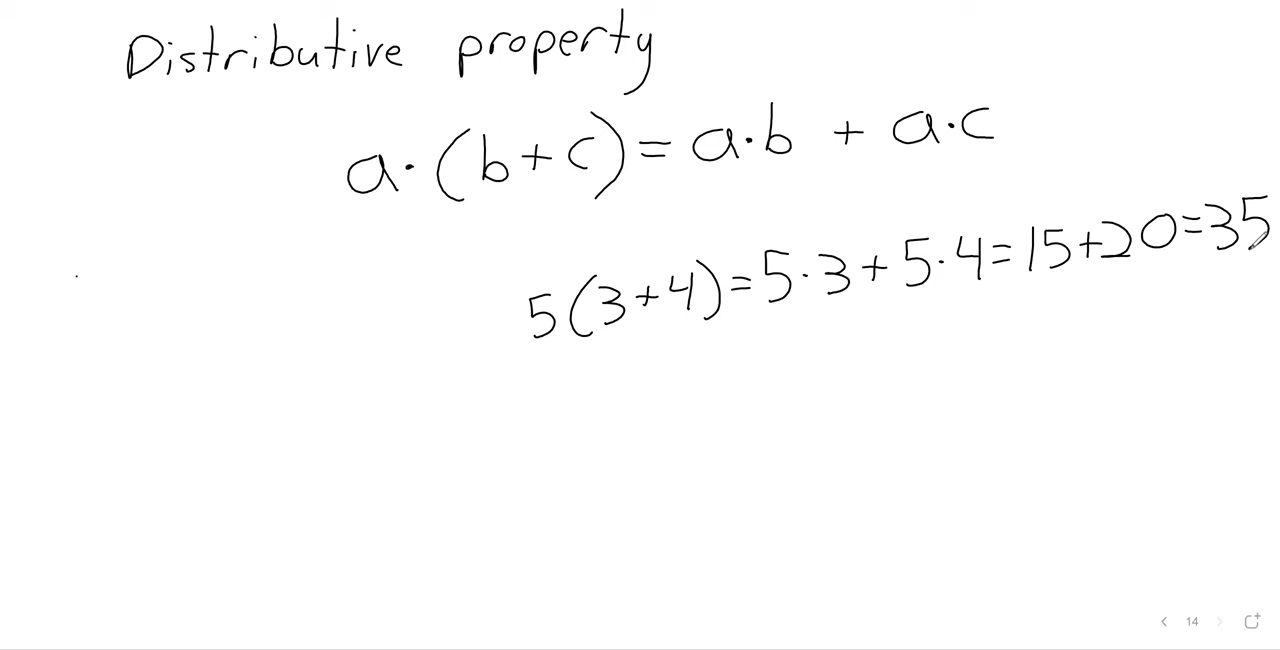 Distributive property
a·(b+c)=a·b + a·c
5(3+4)=5·3+5·4=15+20=35
< 14 >